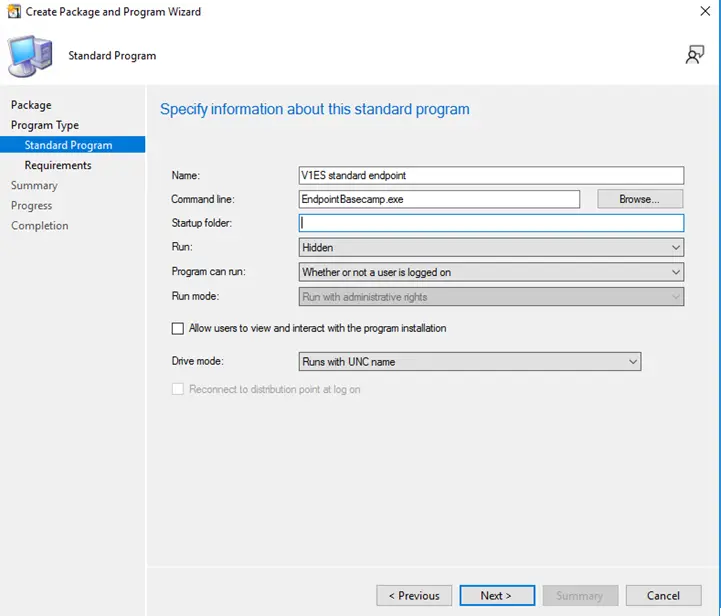 Create Package and Program Wizard
Standard Program
Package
Program Type
Standard Program
Requirements
Summary
Progress
Completion
Specify information about this standard program
Name: V1ES standard endpoint
Command line: EndpointBasecamp.exe Browse...
Startup folder:
Run: Hidden
Program can run: Whether or not a user is logged on
Run mode: Run with administrative rights
Allow users to view and interact with the program installation
Drive mode: Runs with UNC name
Reconnect to distribution point at log on
< Previous Next > Summary Cancel